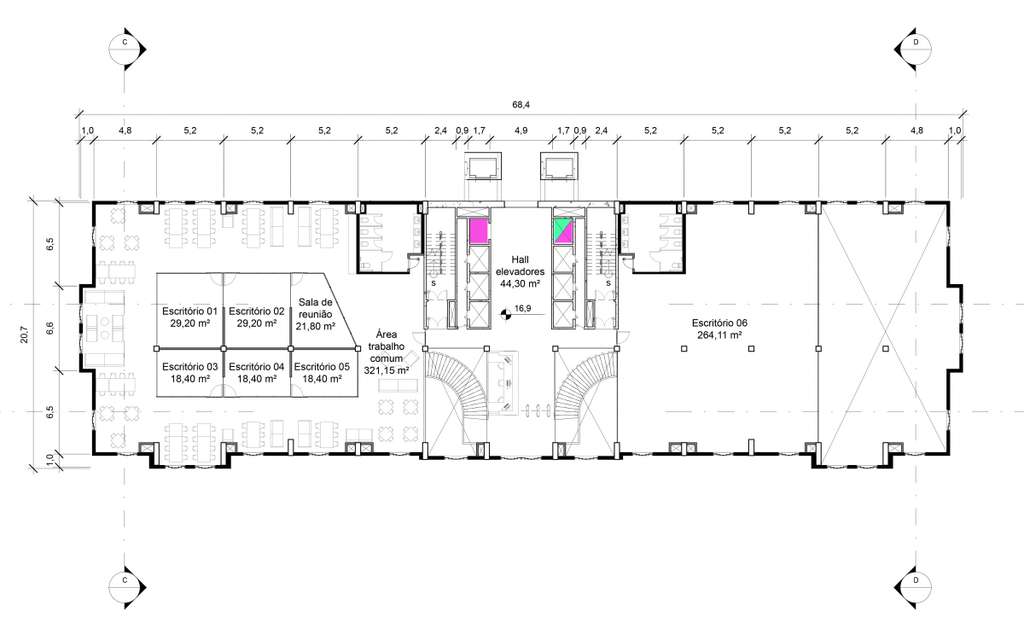 C
D
68,4
1,0
4,8
5,2
5,2
5,2
5,2
2,4
0,9
1,7
4,9
1,7
0,9
2,4
5,2
5,2
5,2
5,2
4,8
1,0
6,5
6,6
6,5
1,0
20,7
Hall
elevadores
44,30 m²
S
S
16,9
Escritório 01
29,20 m²
Escritório 02
29,20 m²
Sala de
reunião
21,80 m²
Escritório 06
264,11 m²
Área
trabalho
comum
321,15 m²
Escritório 03
18,40 m²
Escritório 04
18,40 m²
Escritório 05
18,40 m²
C
D